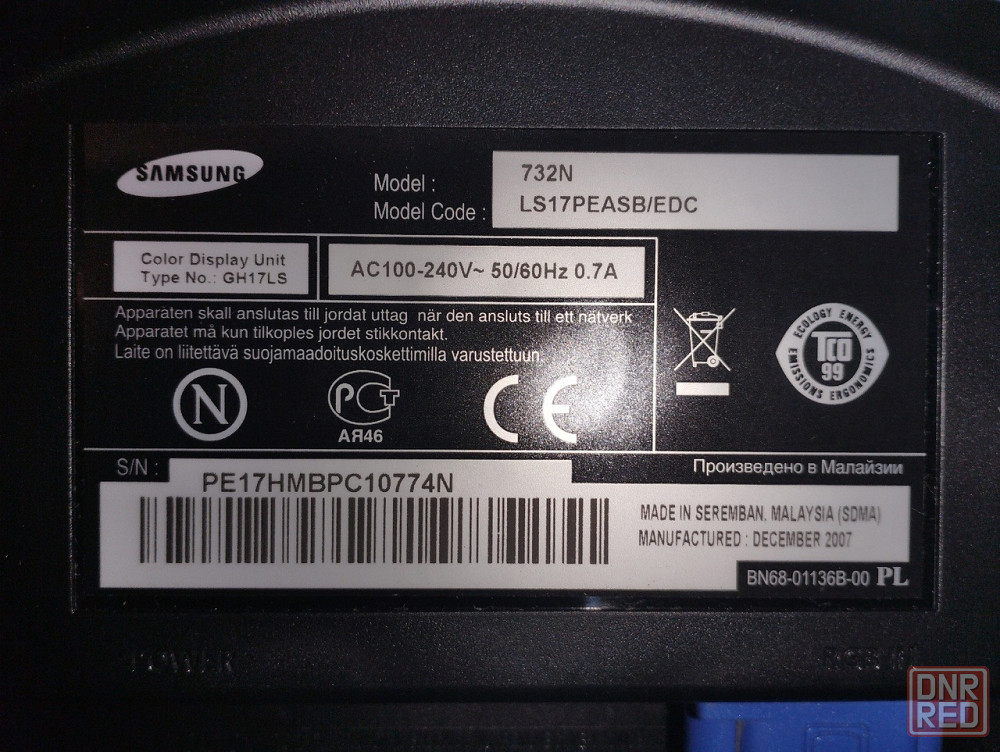 SAMSUNG
Model :
732N
Model Code :
LS17PEASB/EDC
Color Display Unit
Type No.: GH17LS
AC100-240V~ 50/60Hz 0.7A
Apparaten skall anslutas till jordat uttag när den ansluts till ett nätverk
Apparatet må kun tilkoples jordet stikkontakt.
Laite on liitettävä suojamaadoituskoskettimilla varustettuun.
N
РСТ
АЯ46
CE
ECOLOGY ENERGY
TCO
99
EMISSIONS ERGONOMICS
S/N :
PE17HMBPC10774N
Произведено в Малайзии
MADE IN SEREMBAN. MALAYSIA (SDMA)
MANUFACTURED : DECEMBER 2007
BN68-01136B-00 PL
POWER
DNR
RED